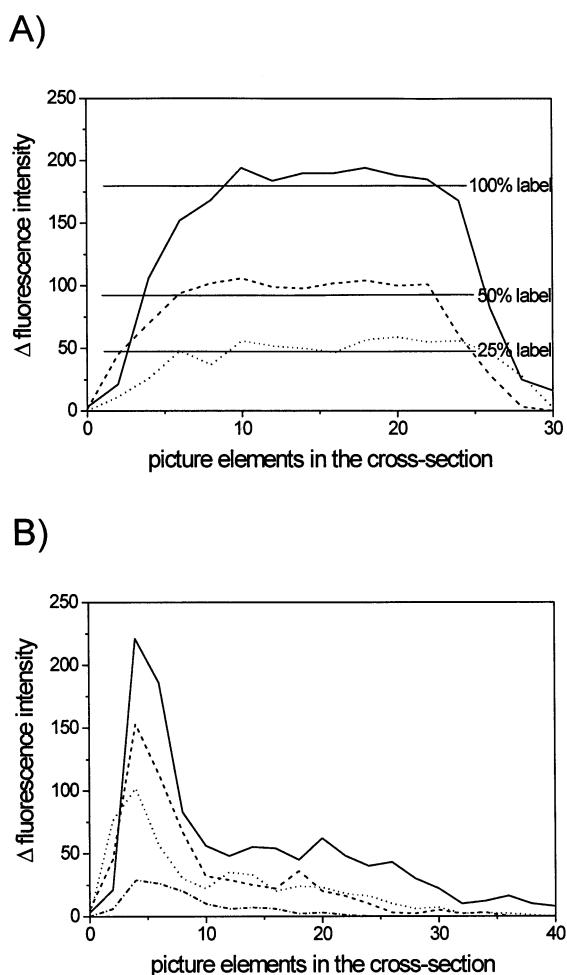 A)
250
200
150
100
50
0
Δ fluorescence intensity
100% label
50% label
25% label
0
10
20
30
picture elements in the cross-section
B)
250
200
150
100
50
0
Δ fluorescence intensity
0
10
20
30
40
picture elements in the cross-section